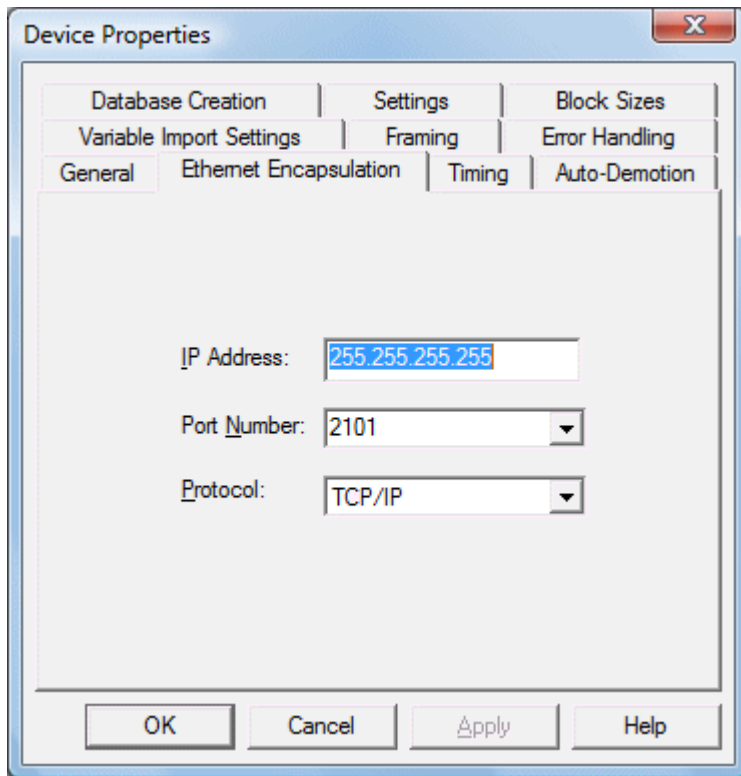 Device Properties
Database Creation Settings Block Sizes
Variable Import Settings Framing Error Handling
General Ethernet Encapsulation Timing Auto-Demotion
IP Address: 255.255.255.255
Port Number: 2101
Protocol: TCP/IP
OK Cancel Apply Help